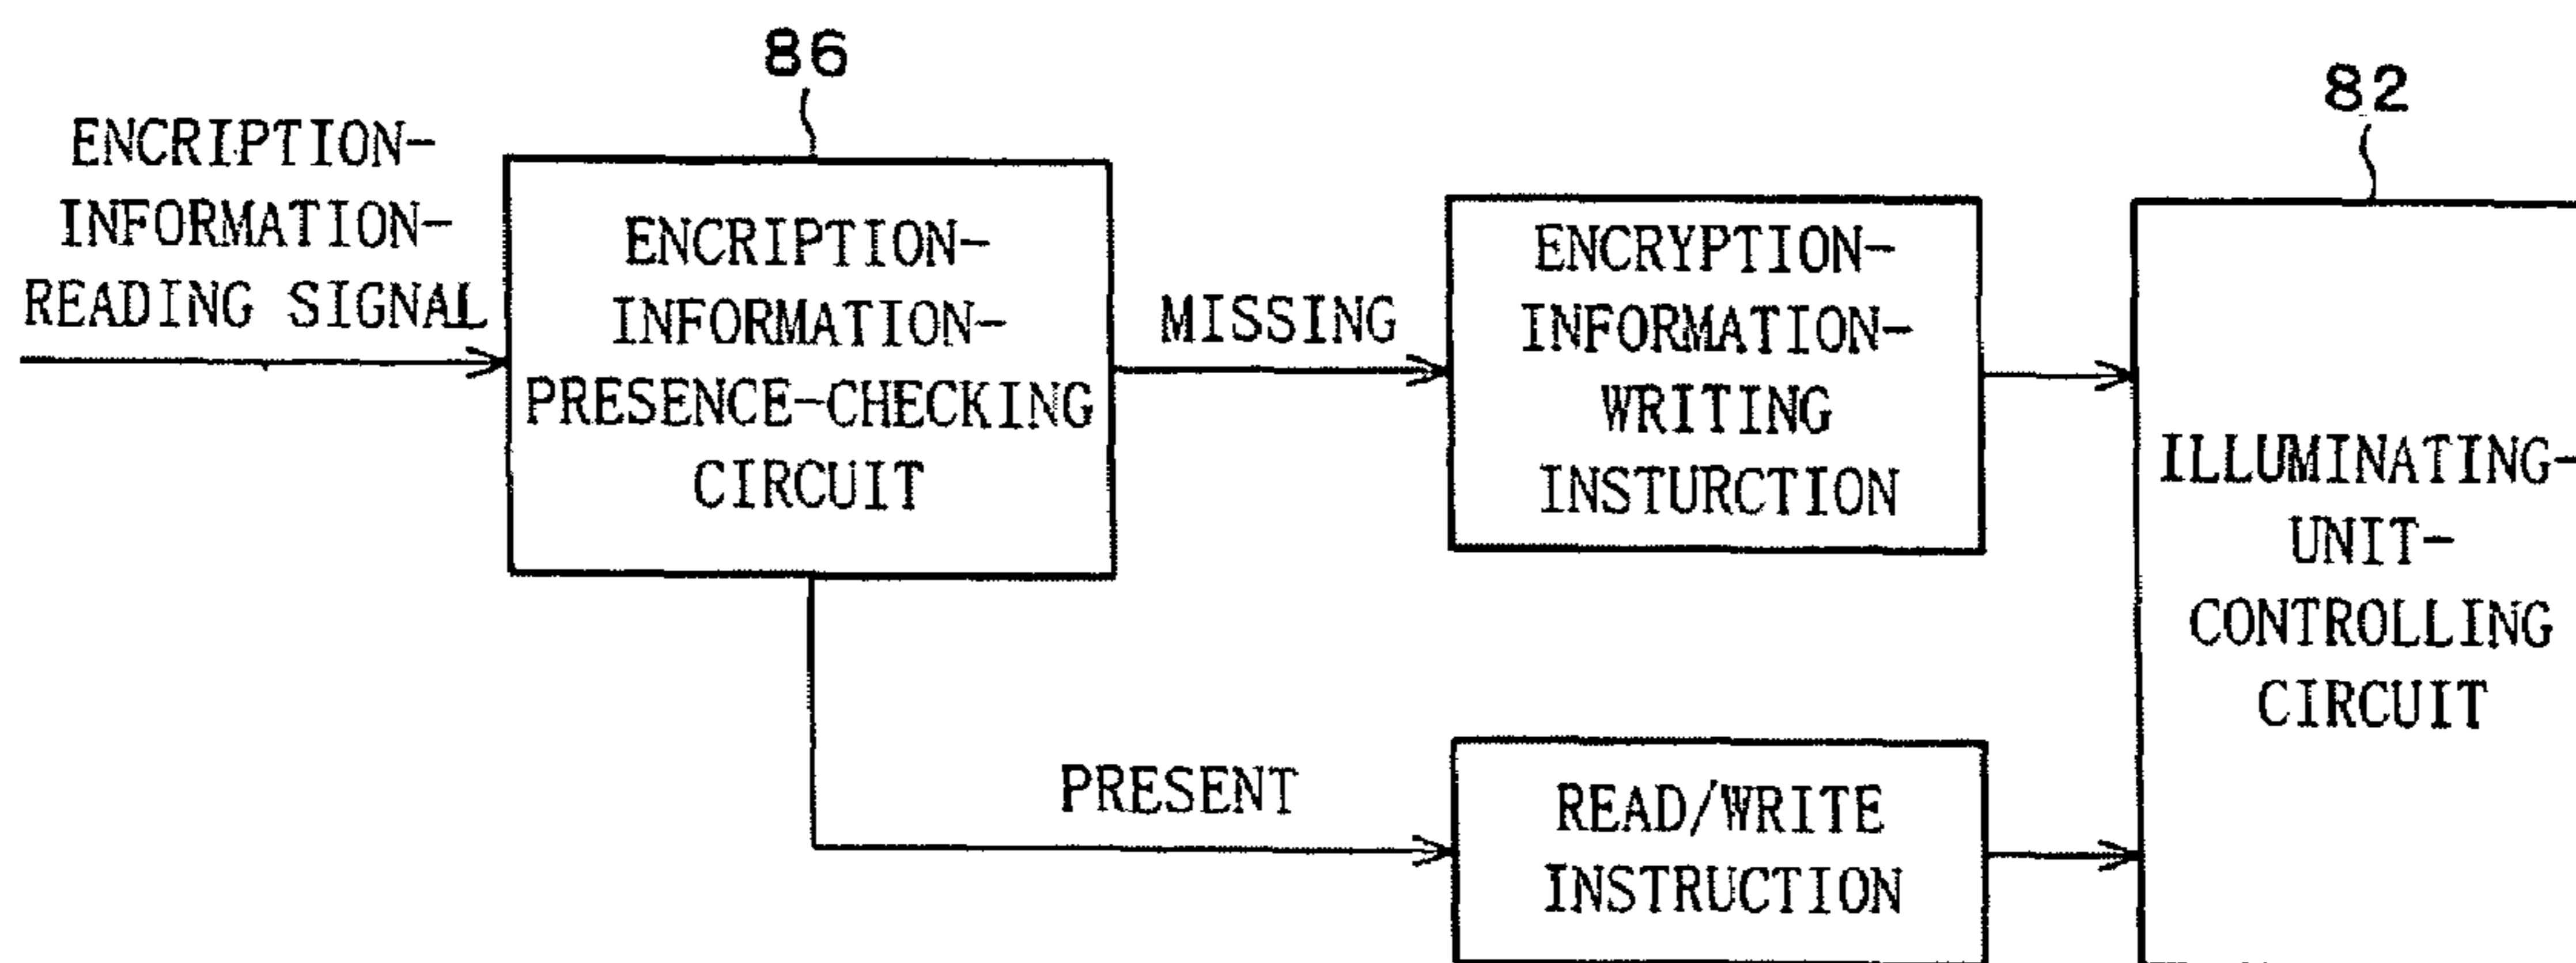 86
82
ENCRIPTION-
INFORMATION-
READING SIGNAL
ENCRIPTION-
INFORMATION-
PRESENCE-CHECKING
CIRCUIT
MISSING
ENCRYPTION-
INFORMATION-
WRITING
INSTURCTION
ILLUMINATING-
UNIT-
CONTROLLING
CIRCUIT
PRESENT
READ/WRITE
INSTRUCTION